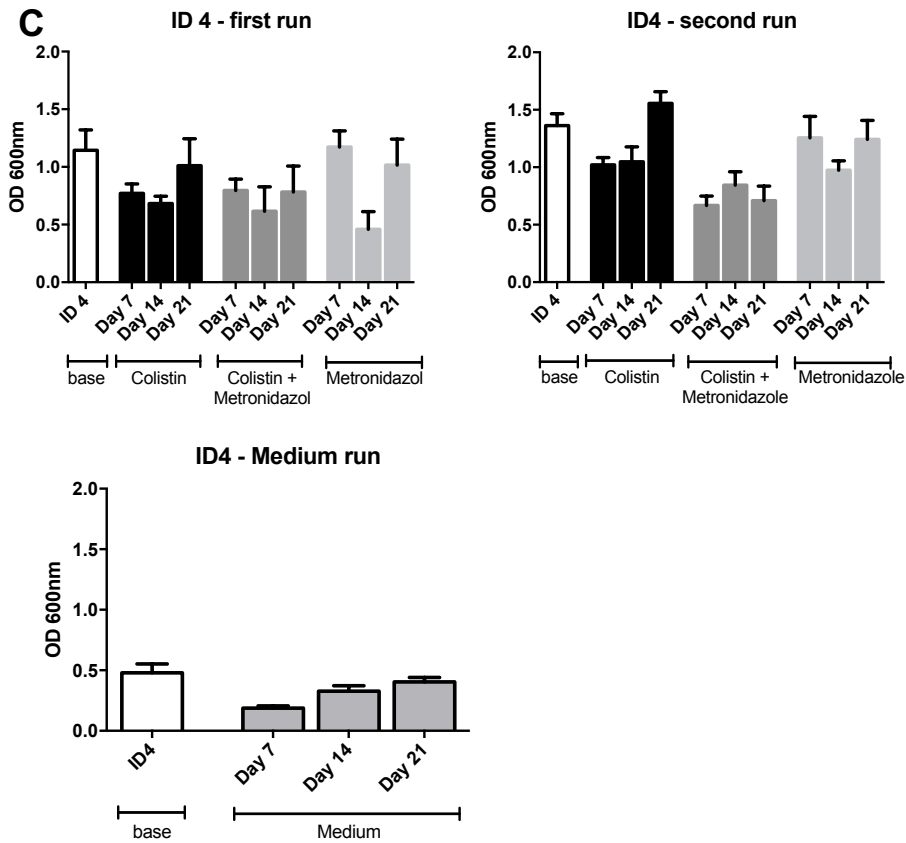 C
ID 4 - first run
2.0
1.5
1.0
0.5
0.0
OD 600nm
ID 4
Day 7
Day 14
Day 21
Day 7
Day 14
Day 21
Day 7
Day 14
Day 21
base
Colistin
Colistin +
Metronidazol
Metronidazol
ID4 - second run
2.0
1.5
1.0
0.5
0.0
OD 600nm
ID 4
Day 7
Day 14
Day 21
Day 7
Day 14
Day 21
Day 7
Day 14
Day 21
base
Colistin
Colistin +
Metronidazole
Metronidazole
ID4 - Medium run
2.0
1.5
1.0
0.5
0.0
OD 600nm
ID4
Day 7
Day 14
Day 21
base
Medium